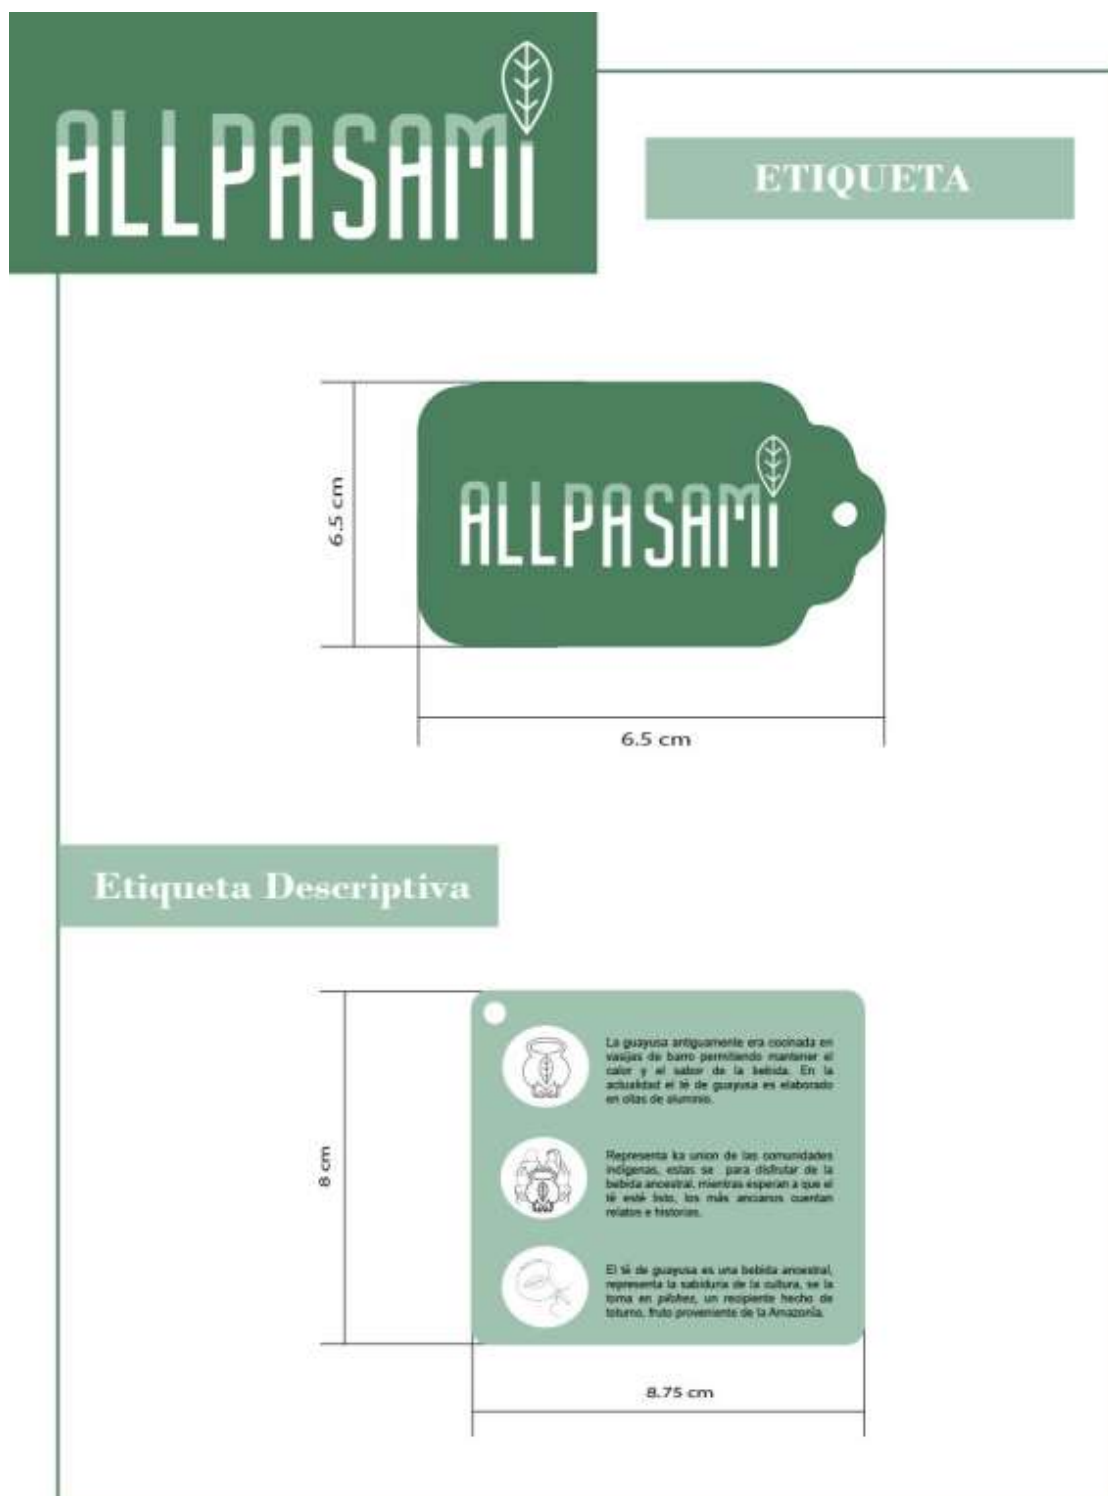 ALLPASAMI
ETIQUETA
6.5 cm
ALLPASAMI
6.5 cm
Etiqueta Descriptiva
8 cm
La guayusa antiguamente era cocinada en
vasijas de barro permitiendo mantener el
calor y el sabor de la bebida. En la
actualidad el té de guayusa es elaborado
en ollas de aluminio.
Representa ka union de las comunidades
indígenas, estas se para disfrutar de la
bebida ancestral, mientras esperan a que el
té esté listo, los más ancianos cuentan
relatos e historias.
El té de guayusa es una bebida ancestral,
representa la sabiduria de la cultura, se la
toma en pilchez, un recipiente hecho de
toturno, fruto proveniente de la Amazonía.
8.75 cm